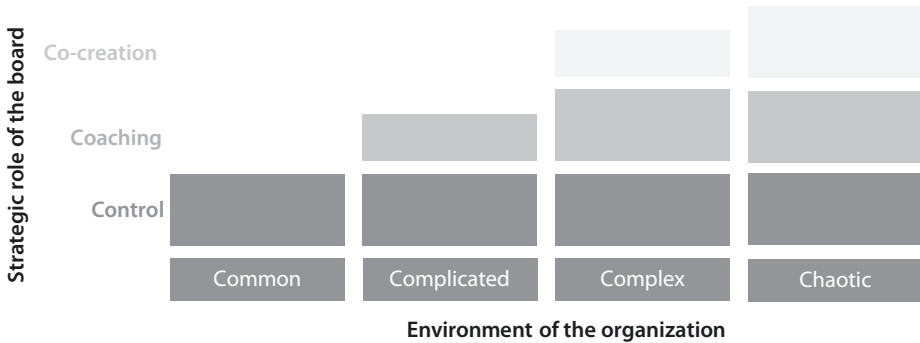 Strategic role of the board
Co-creation
Coaching
Control
Common
Complicated
Complex
Chaotic
Environment of the organization